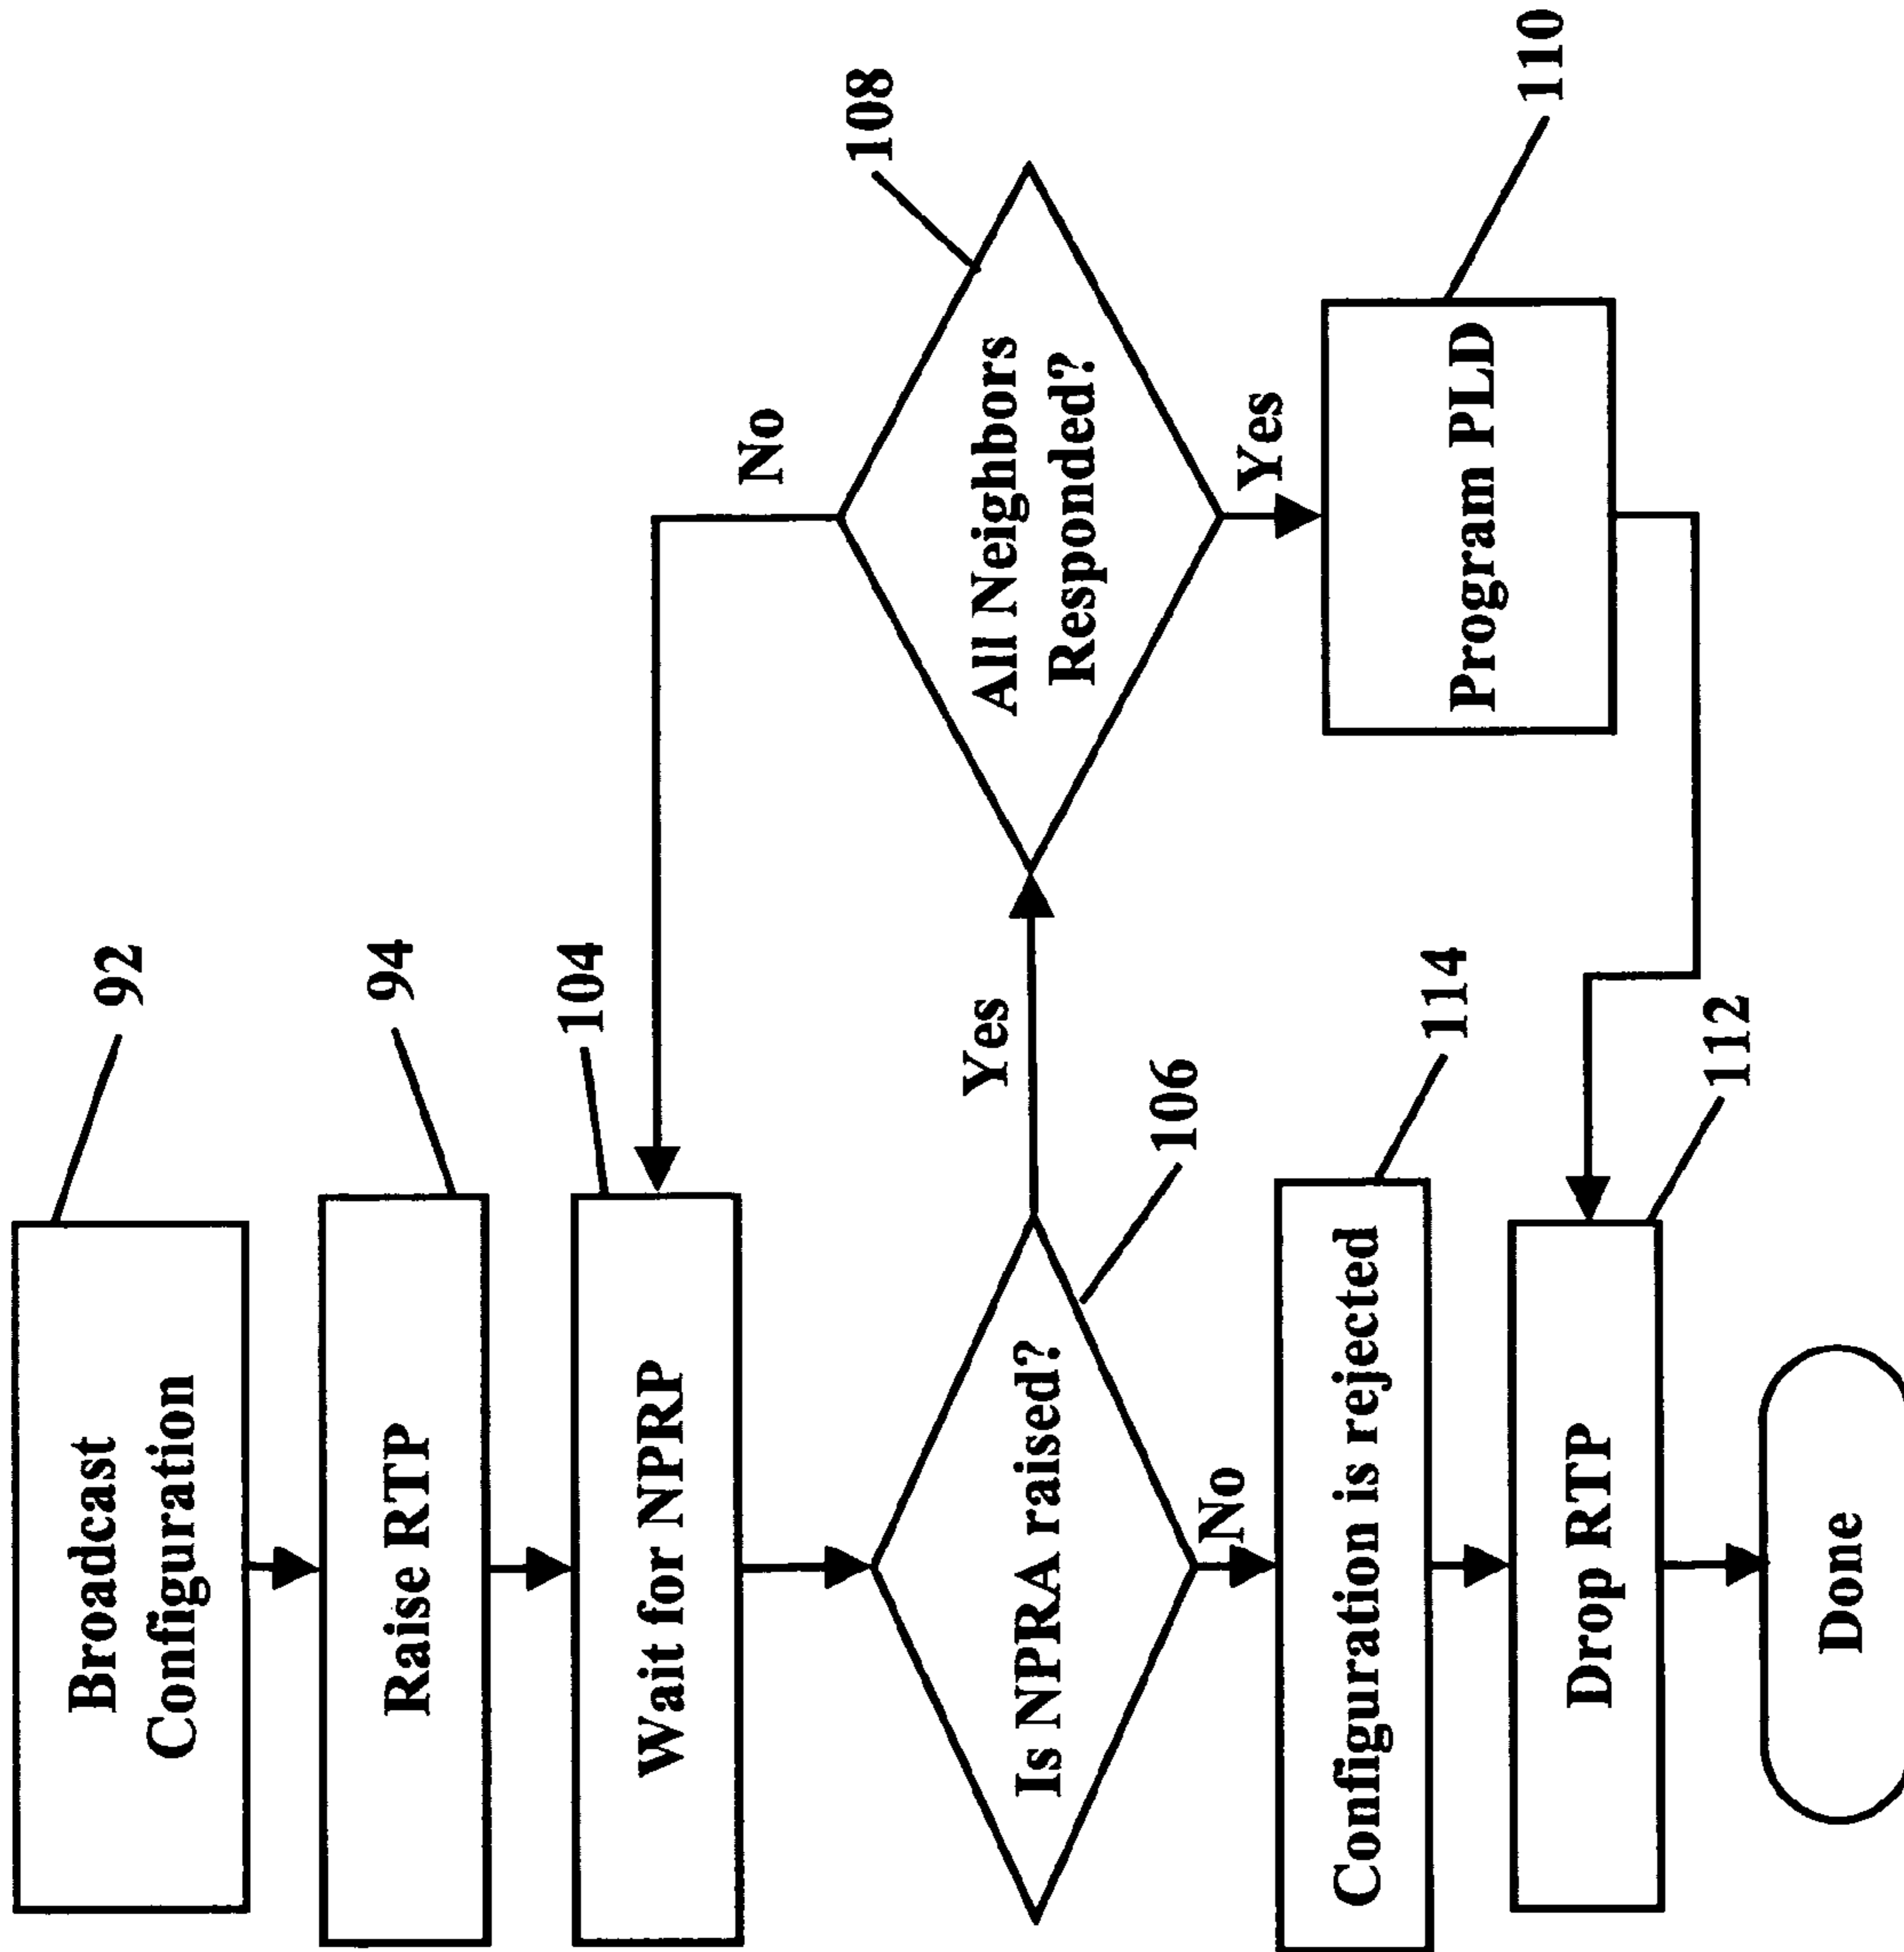 Broadcast
Configuration
92
Raise RTP
94
Wait for NPRP
104
Is NPRA raised?
106
Yes
No
All Neighbors
Responded?
108
No
Yes
Program PLD
110
Configuration is rejected
114
Drop RTP
112
Done